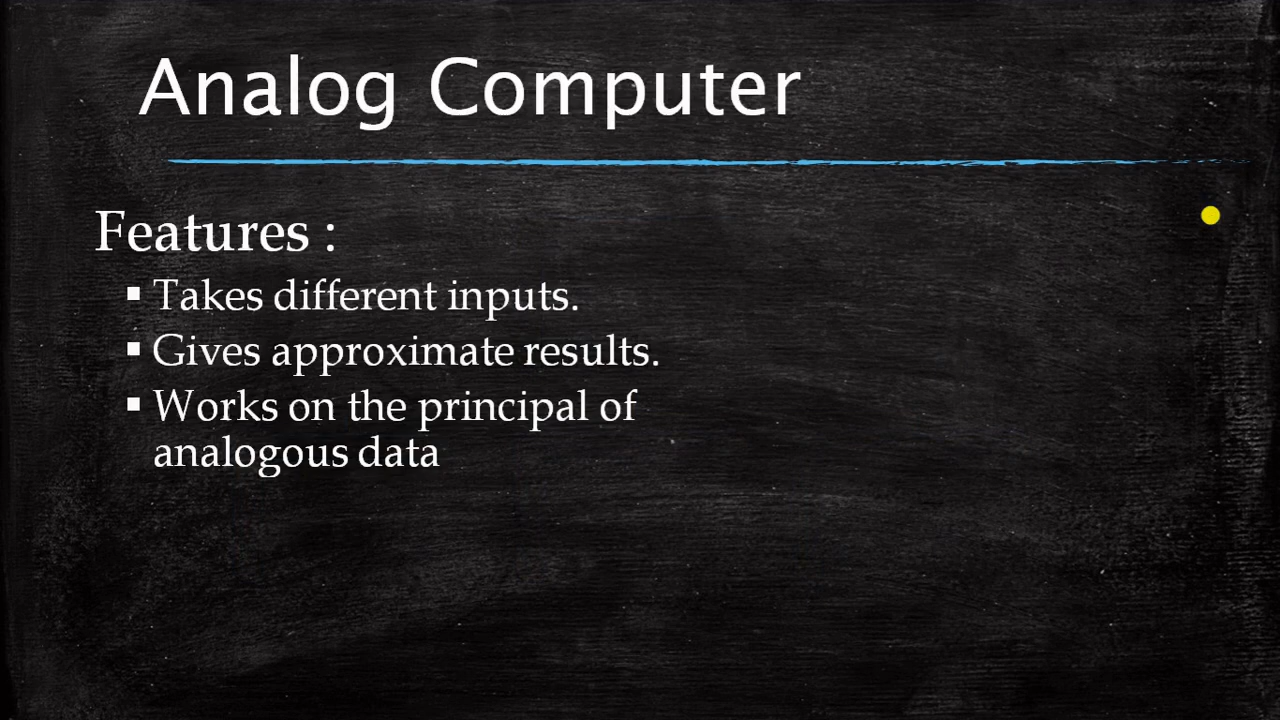 Analog Computer
Features :
▪ Takes different inputs.
▪ Gives approximate results.
▪ Works on the principal of
analogous data